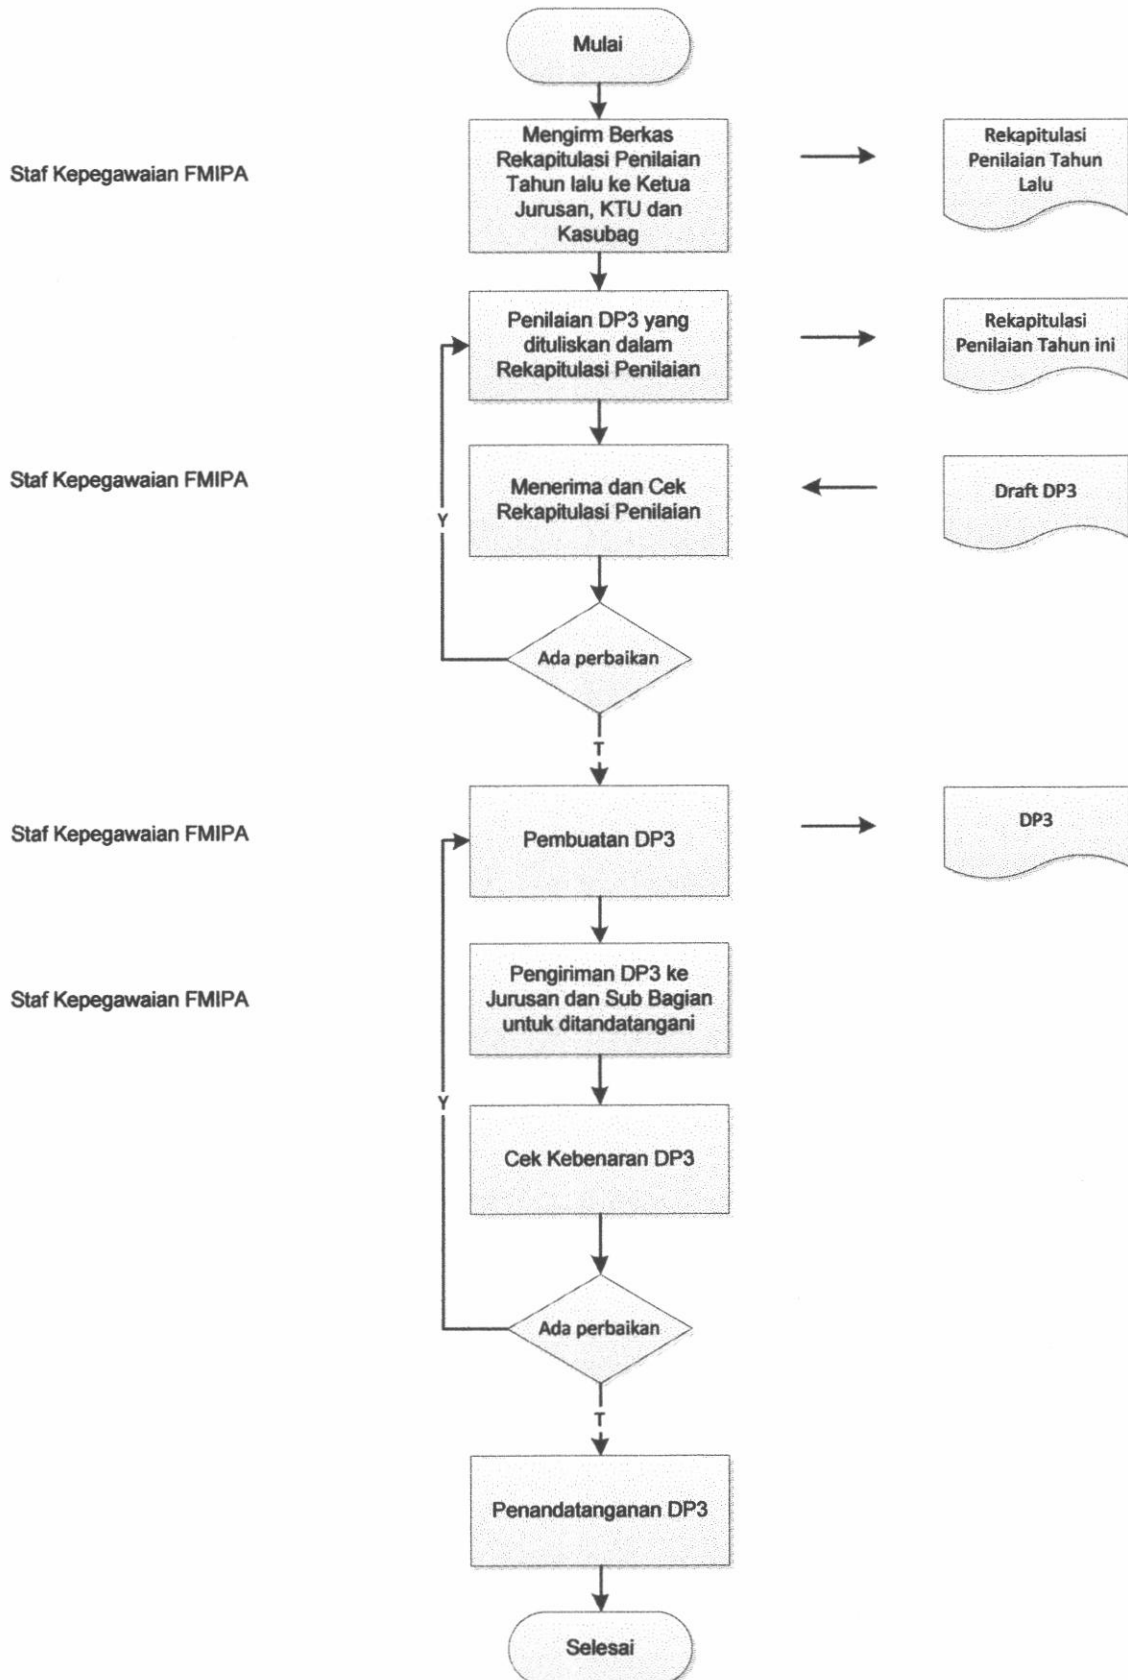 Mulai
Staf Kepegawaian FMIPA
Mengirm Berkas
Rekapitulasi Penilaian
Tahun lalu ke Ketua
Jurusan, KTU dan
Kasubag
Rekapitulasi
Penilaian Tahun
Lalu
Penilaian DP3 yang
dituliskan dalam
Rekapitulasi Penilaian
Rekapitulasi
Penilaian Tahun ini
Staf Kepegawaian FMIPA
Menerima dan Cek
Rekapitulasi Penilaian
Draft DP3
Y
Ada perbaikan
T
Staf Kepegawaian FMIPA
Pembuatan DP3
DP3
Staf Kepegawaian FMIPA
Pengiriman DP3 ke
Jurusan dan Sub Bagian
untuk ditandatangani
Y
Cek Kebenaran DP3
Ada perbaikan
T
Penandatanganan DP3
Selesai